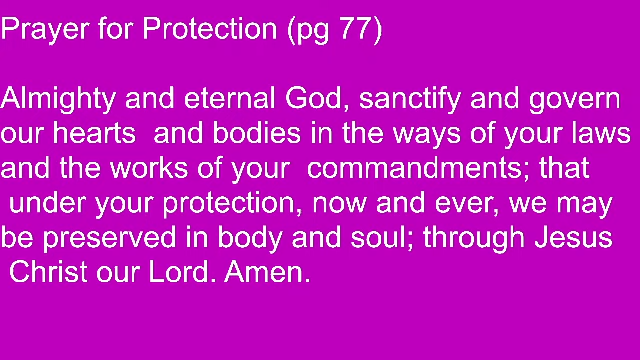 Prayer for Protection (pg 77)
Almighty and eternal God, sanctify and govern
our hearts  and bodies in the ways of your laws
and the works of your  commandments; that
under your protection, now and ever, we may
be preserved in body and soul; through Jesus
Christ our Lord. Amen.